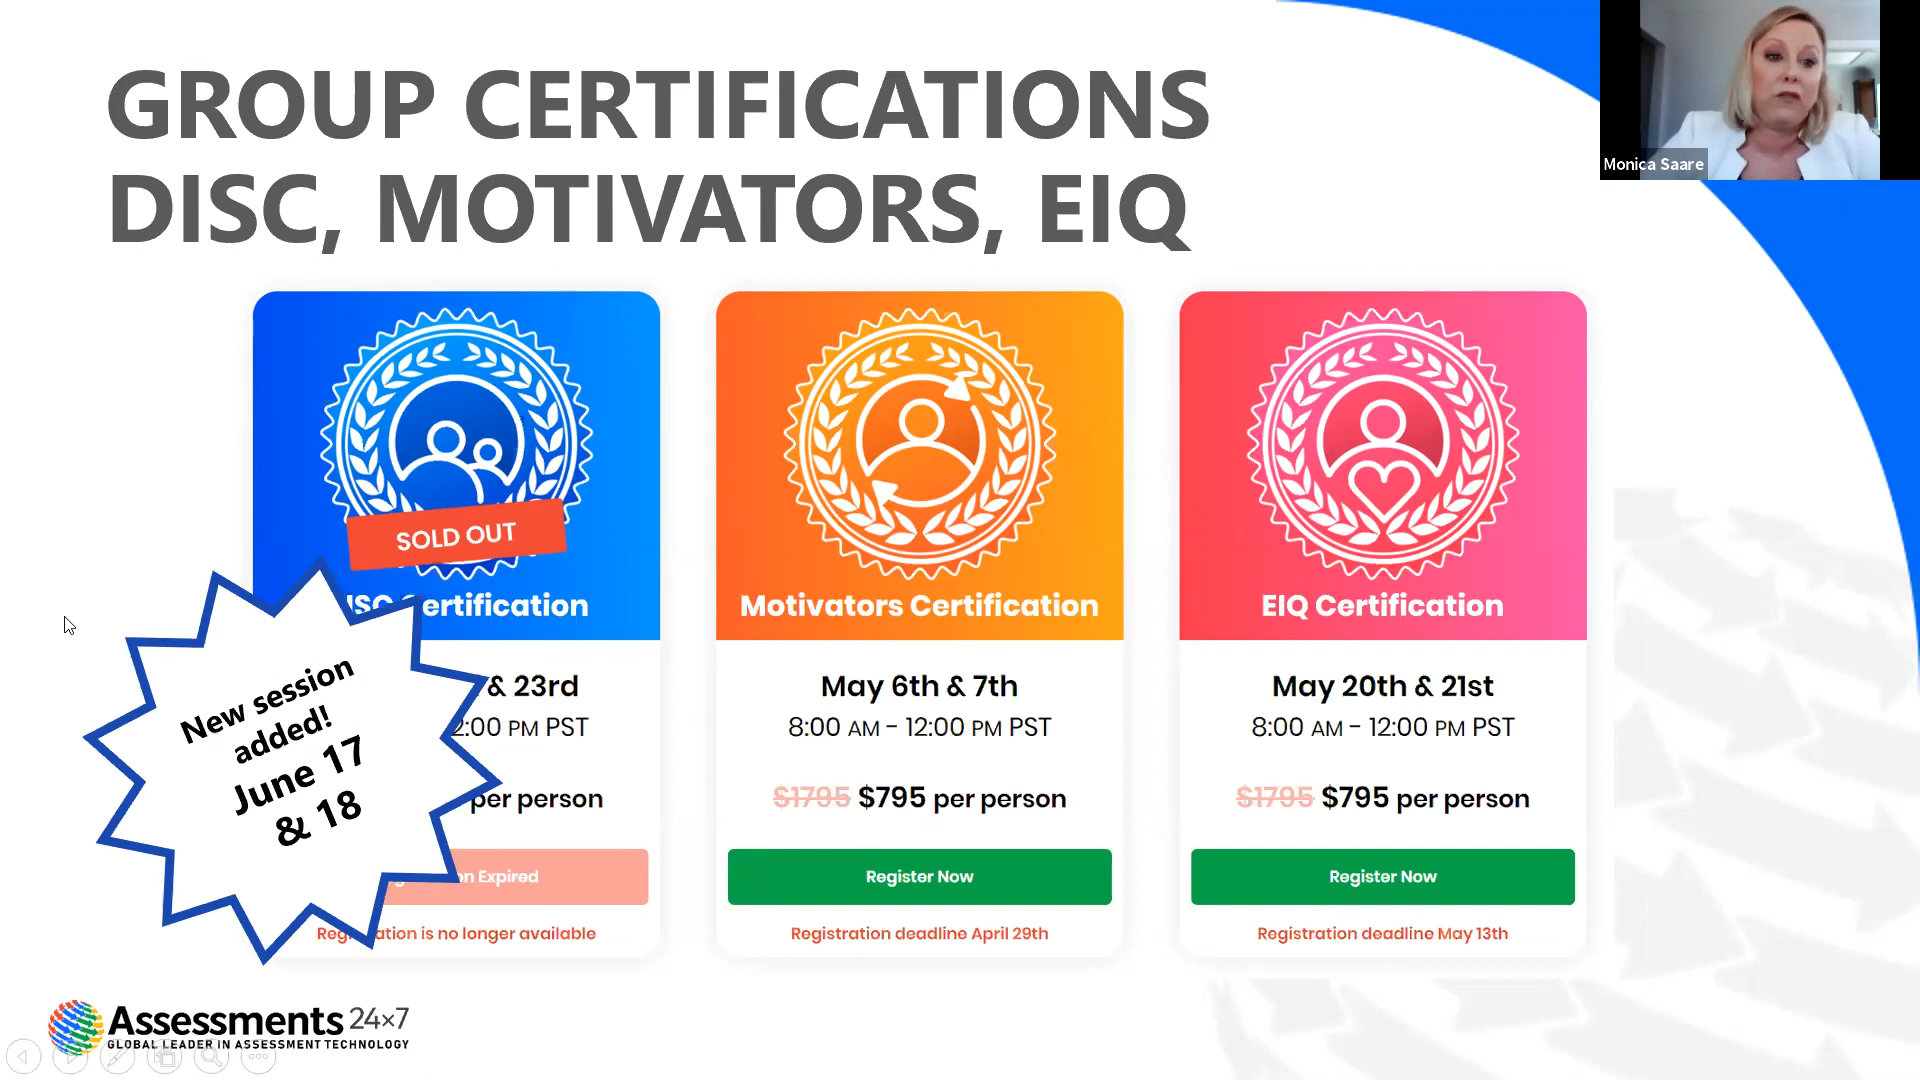 GROUP CERTIFICATIONS
DISC, MOTIVATORS, EIQ
Monica Saare
SOLD OUT
Certification
& 23rd
2:00 PM PST
per person
Expired
is no longer available
New session
added!
June 17
& 18
Motivators Certification
May 6th & 7th
8:00 AM - 12:00 PM PST
$1795 $795 per person
Register Now
Registration deadline April 29th
EIQ Certification
May 20th & 21st
8:00 AM - 12:00 PM PST
$1795 $795 per person
Register Now
Registration deadline May 13th
Assessments 24x7
GLOBAL LEADER IN ASSESSMENT TECHNOLOGY